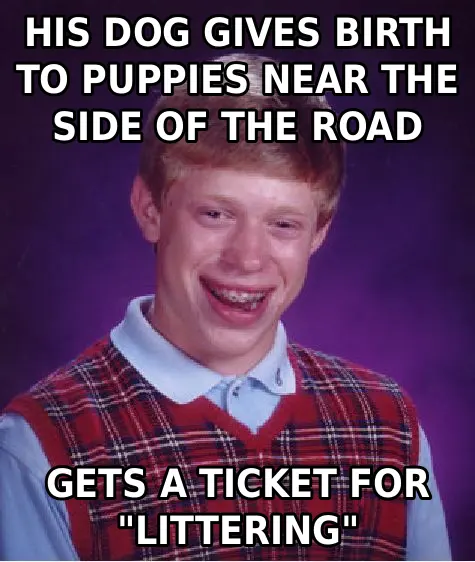 HIS DOG GIVES BIRTH
TO PUPPIES NEAR THE
SIDE OF THE ROAD
GETS A TICKET FOR
"LITTERING"